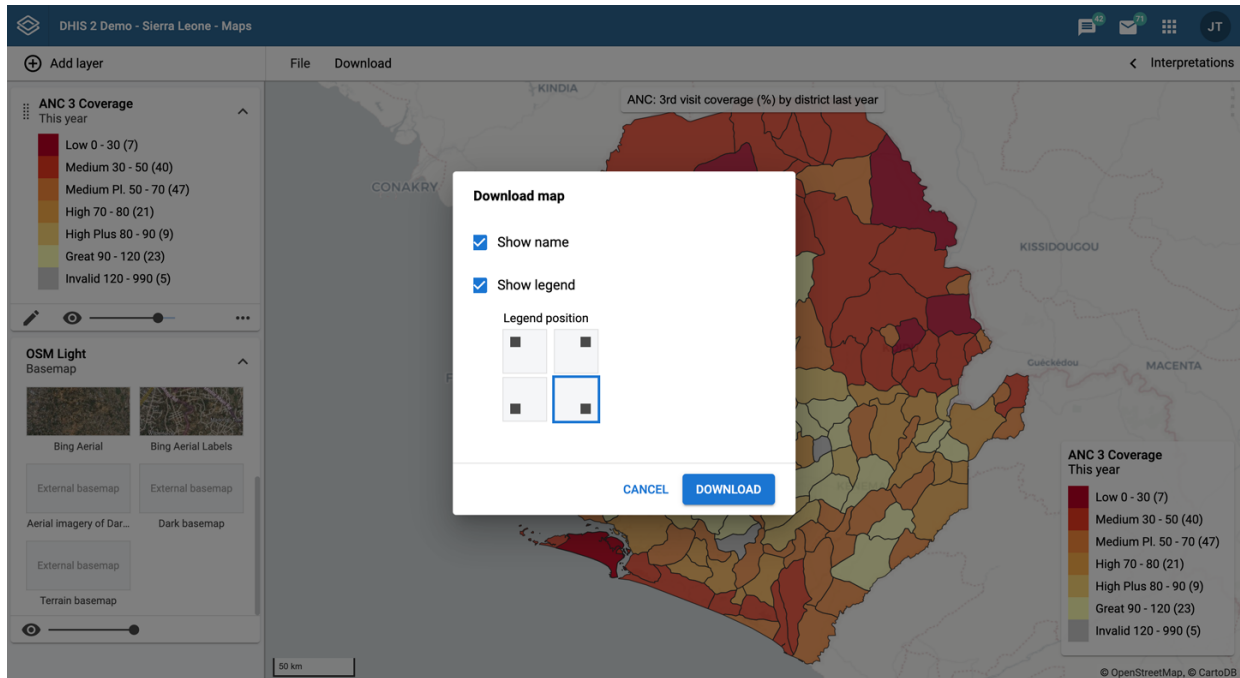 DHIS 2 Demo - Sierra Leone - Maps
42
71
JT
Add layer
File
Download
Interpretations
ANC 3 Coverage
This year
Low 0 - 30 (7)
Medium 30 - 50 (40)
Medium Pl. 50 - 70 (47)
High 70 - 80 (21)
High Plus 80 - 90 (9)
Great 90 - 120 (23)
Invalid 120 - 990 (5)
OSM Light
Basemap
Bing Aerial
Bing Aerial Labels
External basemap
External basemap
Aerial imagery of Dar...
Dark basemap
External basemap
Terrain basemap
KINDIA
ANC: 3rd visit coverage (%) by district last year
CONAKRY
KISSIDOUGOU
Guéckédou
MACENTA
Download map
Show name
Show legend
Legend position
CANCEL
DOWNLOAD
ANC 3 Coverage
This year
Low 0 - 30 (7)
Medium 30 - 50 (40)
Medium Pl. 50 - 70 (47)
High 70 - 80 (21)
High Plus 80 - 90 (9)
Great 90 - 120 (23)
Invalid 120 - 990 (5)
50 km
© OpenStreetMap, © CartoDB